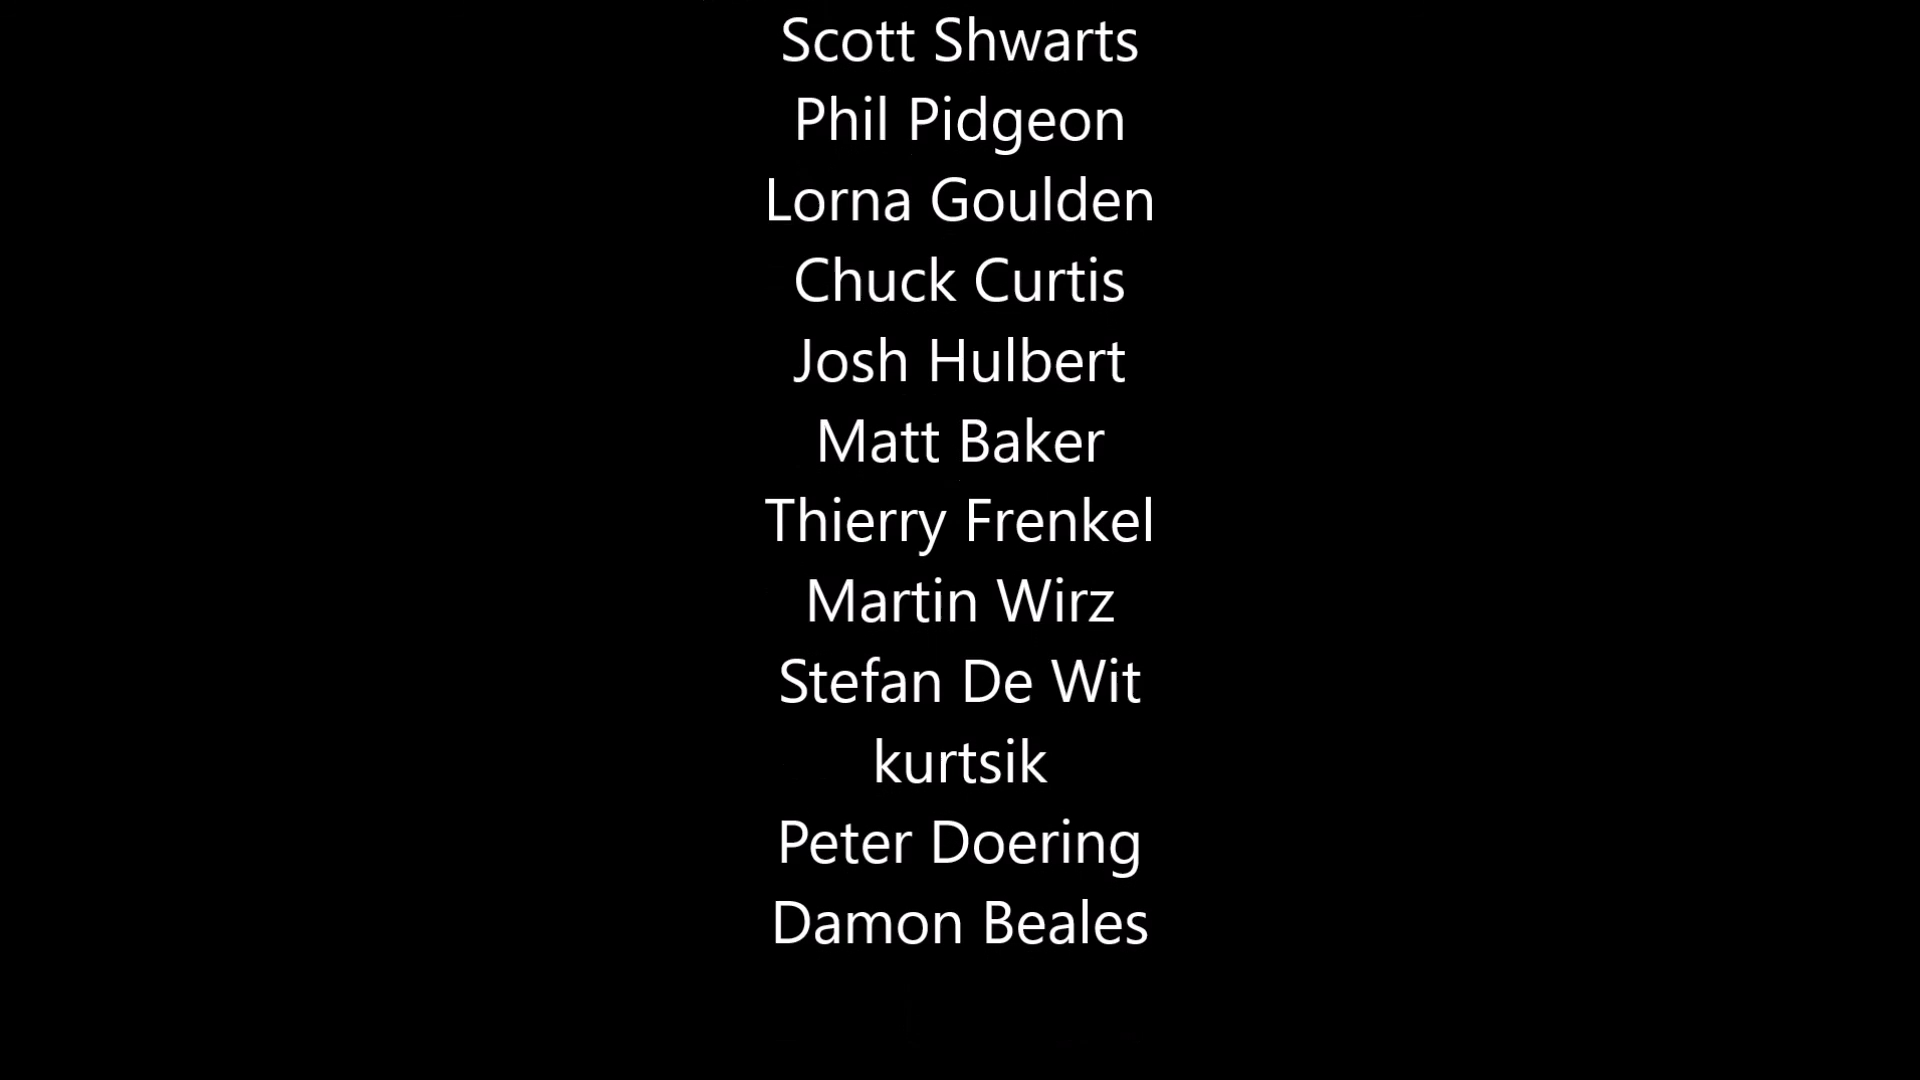 Scott Shwarts
Phil Pidgeon
Lorna Goulden
Chuck Curtis
Josh Hulbert
Matt Baker
Thierry Frenkel
Martin Wirz
Stefan De Wit
kurtsik
Peter Doering
Damon Beales